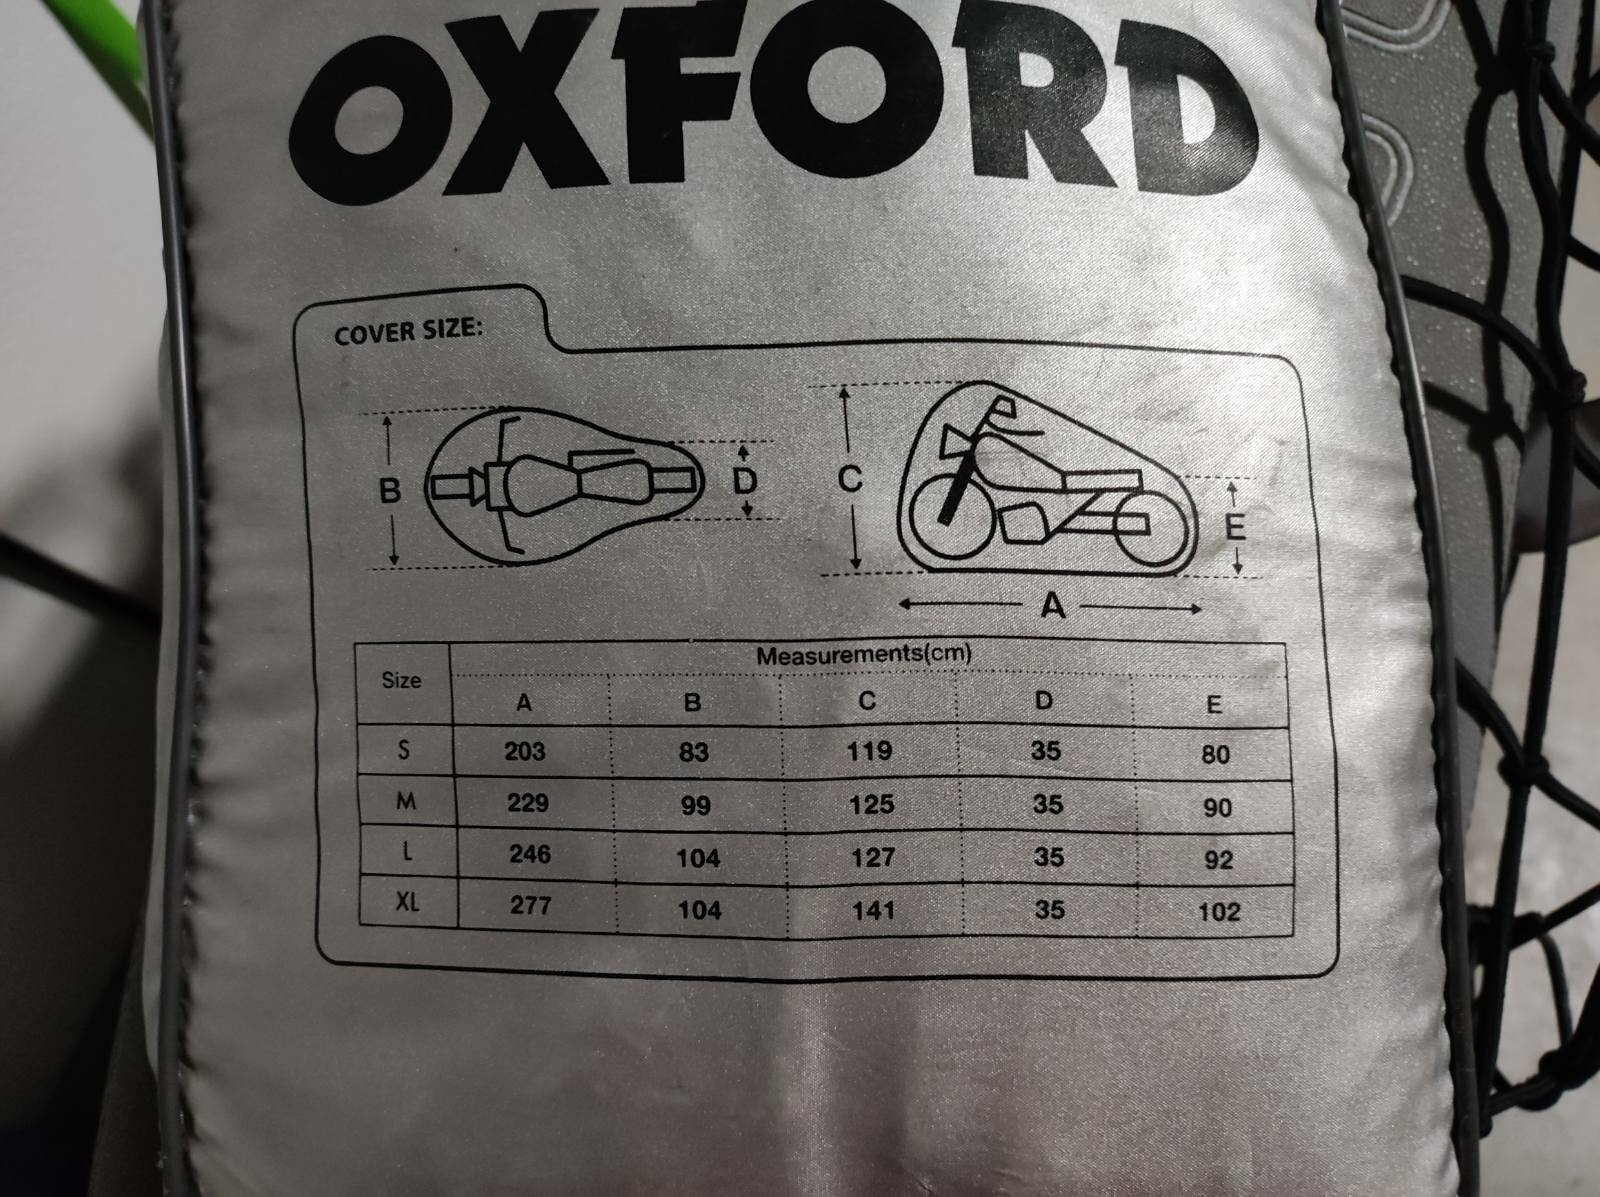 OXFORD
COVER SIZE:
B D C E
A
Size Measurements(cm)
A B C D E
S 203 83 119 35 80
M 229 99 125 35 90
L 246 104 127 35 92
XL 277 104 141 35 102